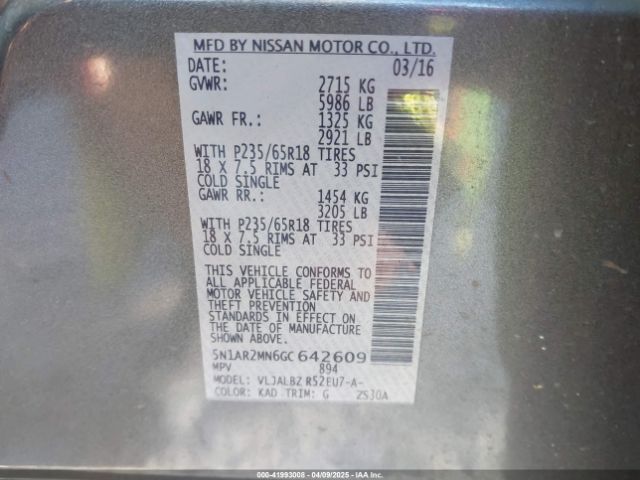 MFD BY NISSAN MOTOR CO., LTD.
DATE: 03/16
GVWR: 2715 KG
5986 LB
GAWR FR.: 1325 KG
2921 LB
WITH P235/65R18 TIRES
18 X 7.5 RIMS AT 33 PSI
COLD SINGLE
GAWR RR.: 1454 KG
3205 LB
WITH P235/65R18 TIRES
18 X 7.5 RIMS AT 33 PSI
COLD SINGLE
THIS VEHICLE CONFORMS TO
ALL APPLICABLE FEDERAL
MOTOR VEHICLE SAFETY AND
THEFT PREVENTION
STANDARDS IN EFFECT ON
THE DATE OF MANUFACTURE
SHOWN ABOVE.
5N1AR2MN6GC642609
MPV 894
MODEL: VLJALBZ R52EU7-A-
COLOR: KAD TRIM: G ZS30A
000-41993008 - 04/09/2025 - IAA Inc.